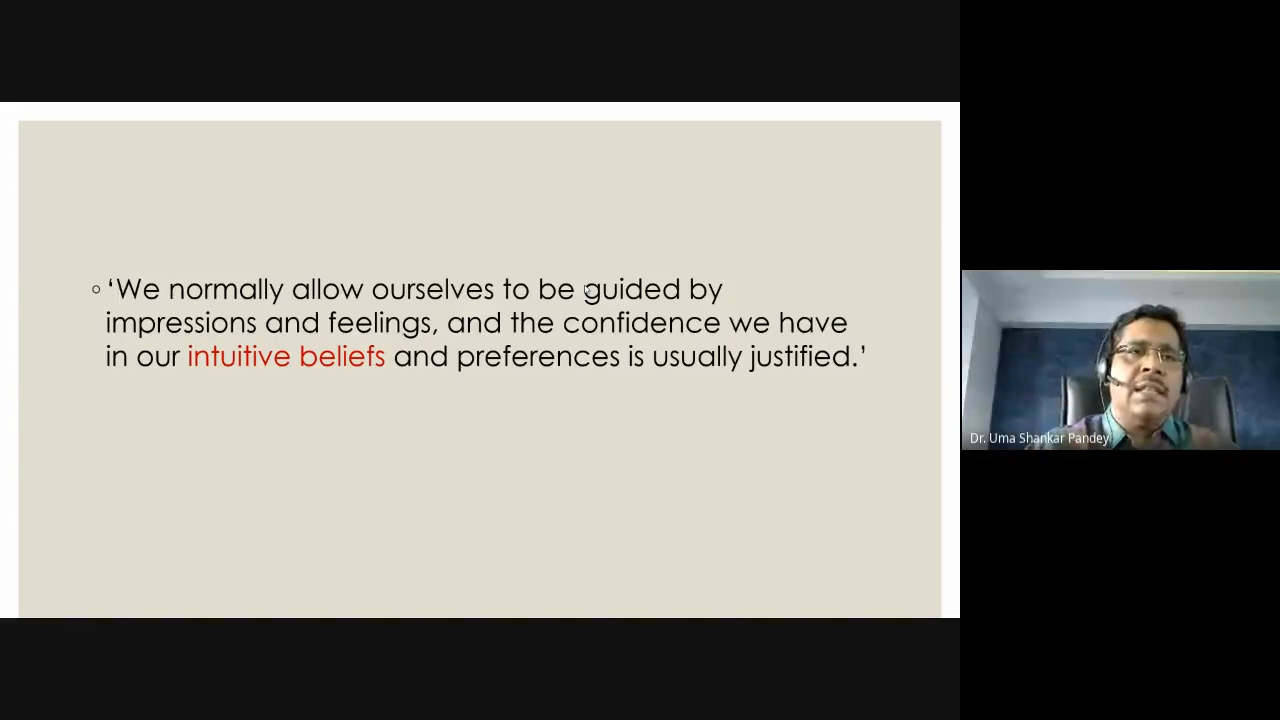 ◦ ‘We normally allow ourselves to be guided by
impressions and feelings, and the confidence we have
in our intuitive beliefs and preferences is usually justified.’
Dr. Uma Shankar Pandey